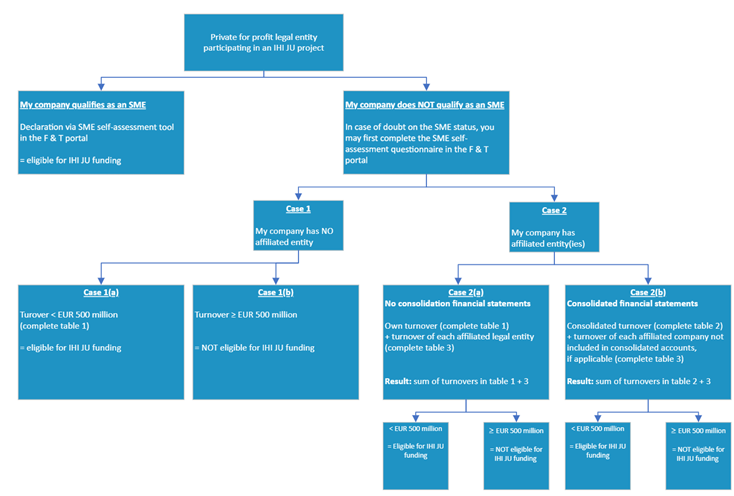 Private for profit legal entity
participating in an IHI JU project
My company qualifies as an SME
Declaration via SME self-assessment tool
in the F & T portal
= eligible for IHI JU funding
My company does NOT qualify as an SME
In case of doubt on the SME status, you
may first complete the SME self-
assessment questionnaire in the F & T
portal
Case 1
My company has NO
affiliated entity
Case 2
My company has
affiliated entity(ies)
Case 1(a)
Turover < EUR 500 million
(complete table 1)
= eligible for IHI JU funding
Case 1(b)
Turnover ≥ EUR 500 million
= NOT eligible for IHI JU funding
Case 2(a)
No consolidation financial statements
Own turnover (complete table 1)
+ turnover of each affiliated legal entity
(complete table 3)
Result: sum of turnovers in table 1 + 3
Case 2(b)
Consolidated financial statements
Consolidated turnover (complete table 2)
+ turnover of each affiliated company not
included in consolidated accounts,
if applicable (complete table 3)
Result: sum of turnovers in table 2 + 3
< EUR 500 million
= Eligible for IHI JU
funding
≥ EUR 500 million
= NOT eligible for
IHI JU funding
< EUR 500 million
= Eligible for IHI JU
funding
≥ EUR 500 million
= NOT eligible for
IHI JU funding